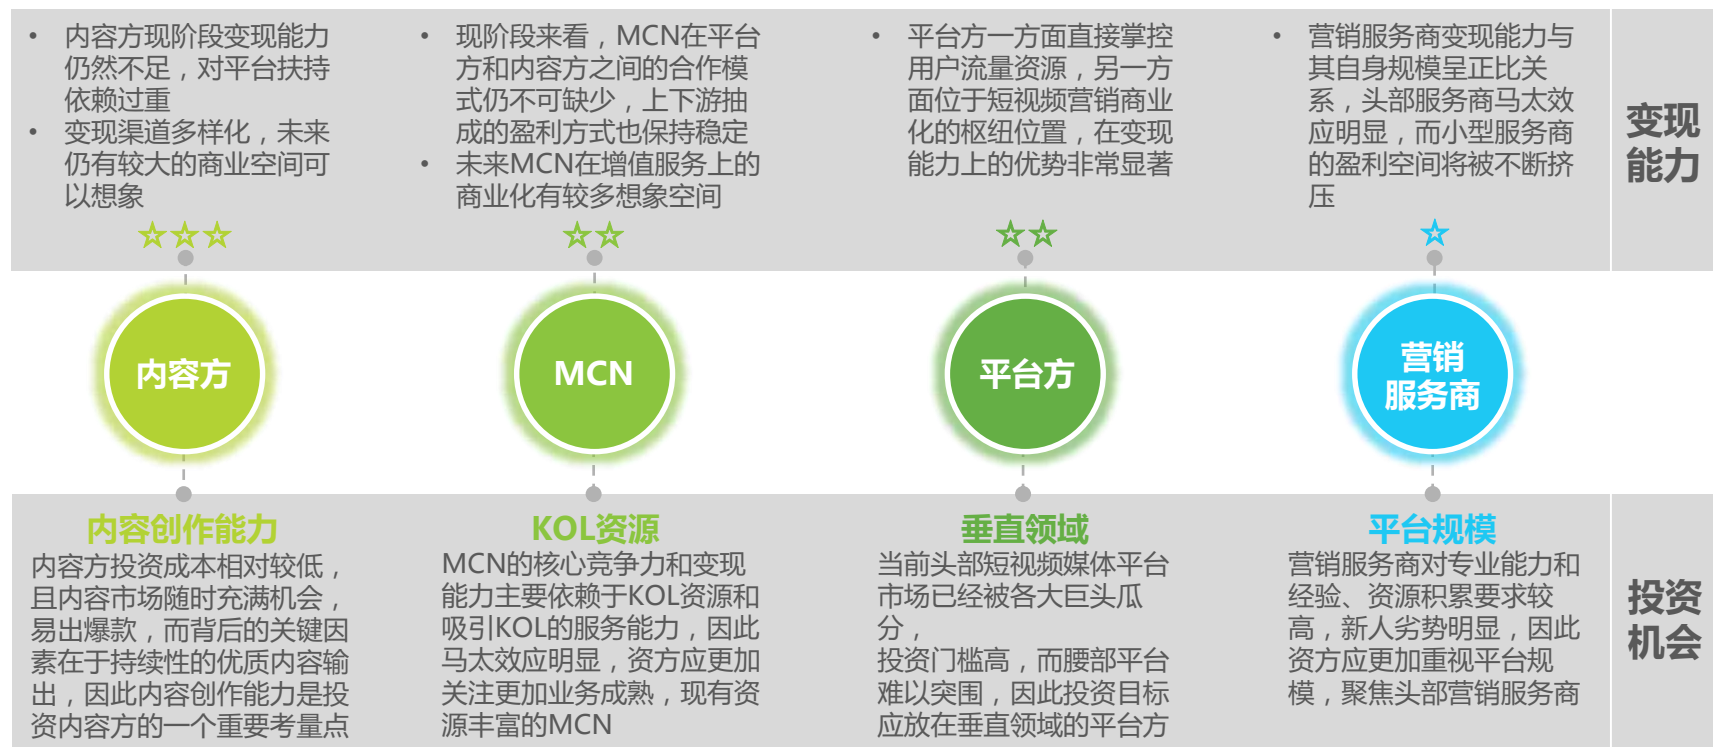 • 内容方现阶段变现能力
仍然不足，对平台扶持
依赖过重
• 变现渠道多样化，未来
仍有较大的商业空间可
以想象
• 现阶段来看，MCN在平台
方和内容方之间的合作模
式仍不可缺少，上下游抽
成的盈利方式也保持稳定
• 未来MCN在增值服务上的
商业化有较多想象空间
• 平台方一方面直接掌控
用户流量资源，另一方
面位于短视频营销商业
化的枢纽位置，在变现
能力上的优势非常显著
• 营销服务商变现能力与
其自身规模呈正比关
系，头部服务商马太效
应明显，而小型服务商
的盈利空间将被不断挤
压
变现
能力
内容方
MCN
平台方
营销
服务商
内容创作能力
内容方投资成本相对较低，
且内容市场随时充满机会，
易出爆款，而背后的关键因
素在于持续性的优质内容输
出，因此内容创作能力是投
资内容方的一个重要考量点
KOL资源
MCN的核心竞争力和变现
能力主要依赖于KOL资源和
吸引KOL的服务能力，因此
马太效应明显，资方应更加
关注更加业务成熟，现有资
源丰富的MCN
垂直领域
当前头部短视频媒体平台
市场已经被各大巨头瓜
分，
投资门槛高，而腰部平台
难以突围，因此投资目标
应放在垂直领域的平台方
平台规模
营销服务商对专业能力和
经验、资源积累要求较
高，新人劣势明显，因此
资方应更加重视平台规
模，聚焦头部营销服务商
投资
机会